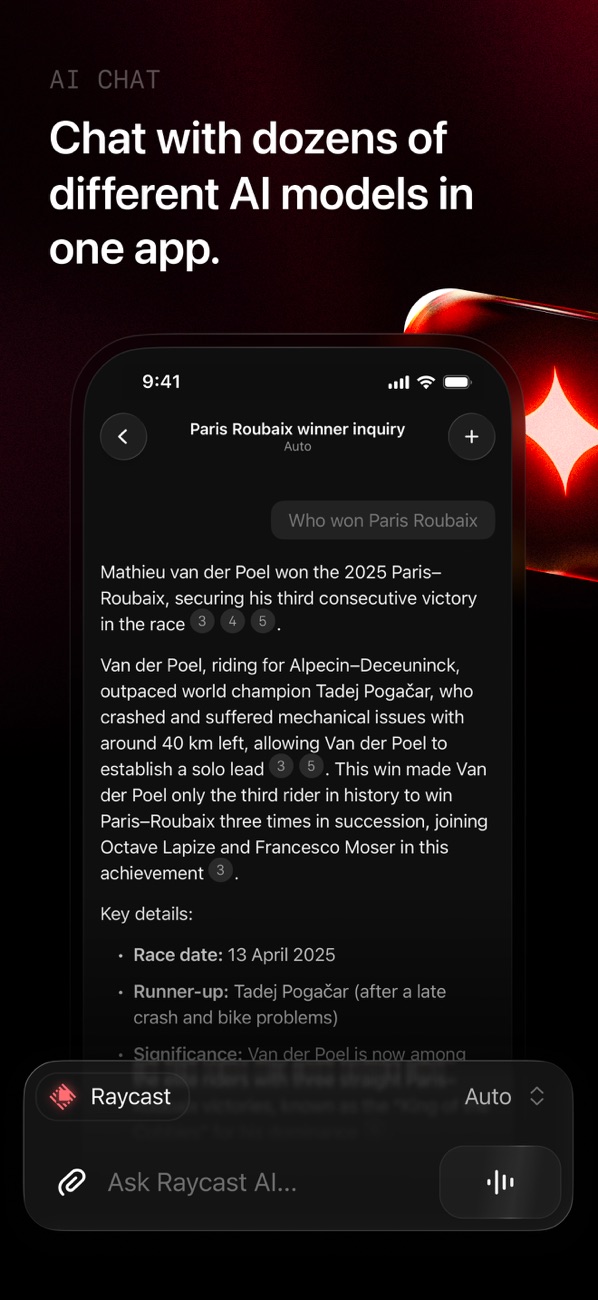 AI CHAT
Chat with dozens of
different AI models in
one app.
9:41
Paris Roubaix winner inquiry
Auto
Who won Paris Roubaix
Mathieu van der Poel won the 2025 Paris–
Roubaix, securing his third consecutive victory
in the race 3 4 5 .
Van der Poel, riding for Alpecin–Deceuninck,
outpaced world champion Tadej Pogačar, who
crashed and suffered mechanical issues with
around 40 km left, allowing Van der Poel to
establish a solo lead 3 5 . This win made Van
der Poel only the third rider in history to win
Paris–Roubaix three times in succession, joining
Octave Lapize and Francesco Moser in this
achievement 3 .
Key details:
• Race date: 13 April 2025
• Runner-up: Tadej Pogačar (after a late
crash and bike problems)
• Significance: Van der Poel is now among
Raycast
Auto
Ask Raycast AI...